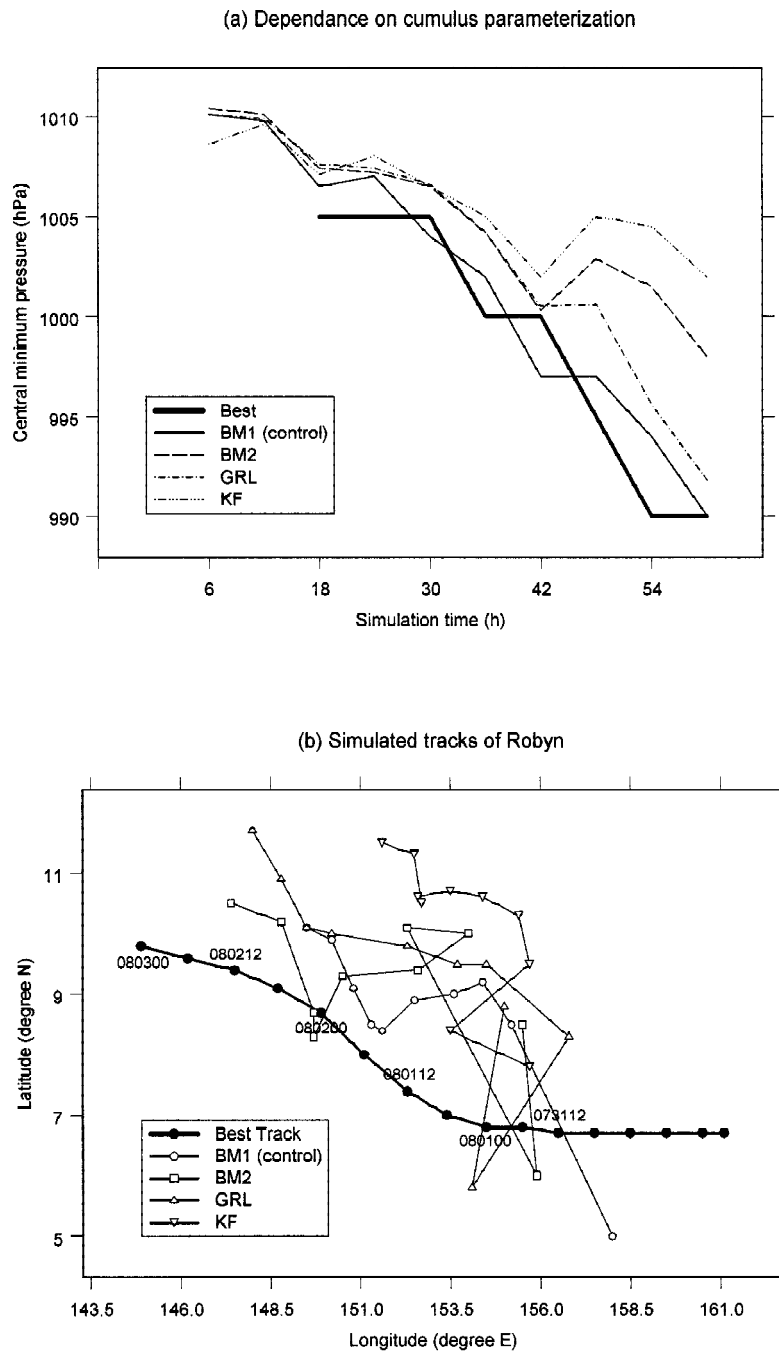 (a) Dependance on cumulus parameterization
Central minimum pressure (hPa)
1010
1005
1000
995
990
Best
BM1 (control)
BM2
GRL
KF
6 18 30 42 54
Simulation time (h)
(b) Simulated tracks of Robyn
Latitude (degree N)
11
9
7
5
080300
080212
080200
080112
080100
073112
Best Track
BM1 (control)
BM2
GRL
KF
143.5 146.0 148.5 151.0 153.5 156.0 158.5 161.0
Longitude (degree E)